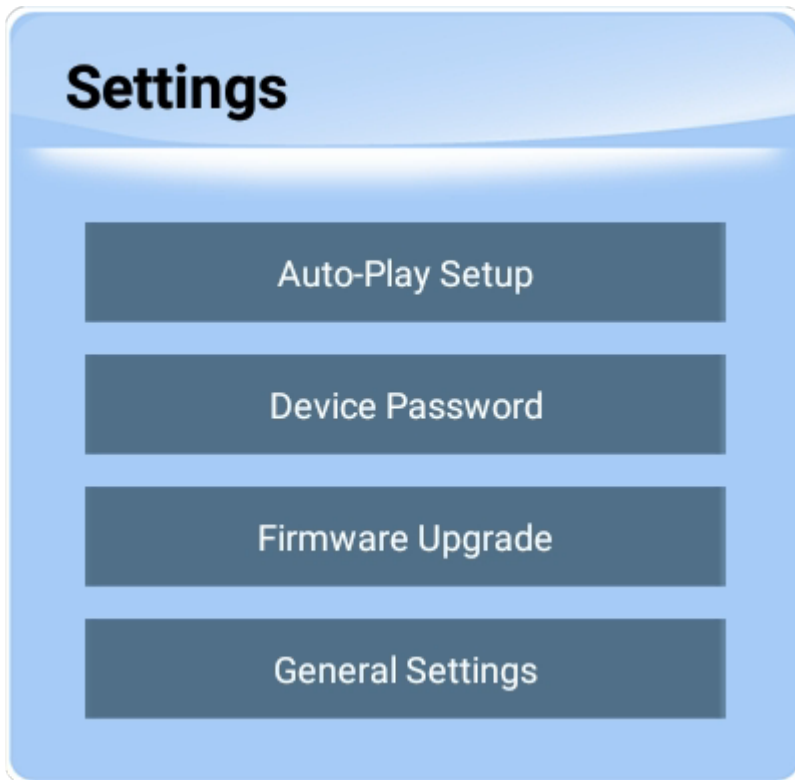 Settings
Auto-Play Setup
Device Password
Firmware Upgrade
General Settings